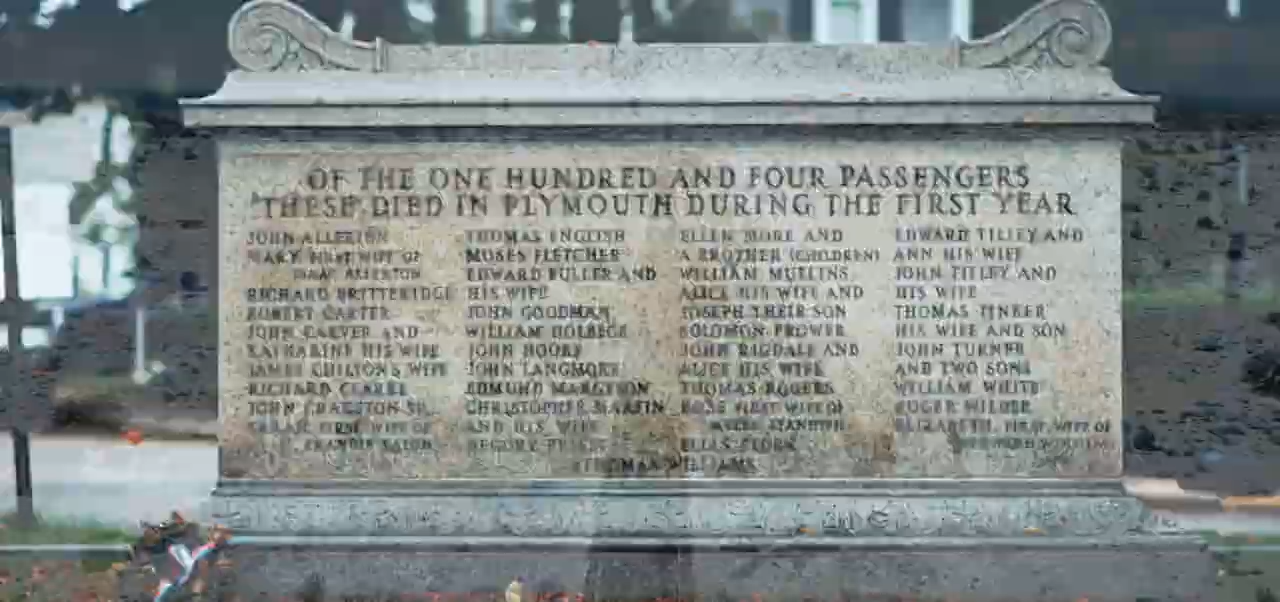 OF THE ONE HUNDRED AND FOUR PASSENGERS
THESE DIED IN PLYMOUTH DURING THE FIRST YEAR
JOHN ALLERTON
MARY FIRST WIFE OF
ISAAC ALLERTON
RICHARD BRITTERIDGE
ROBERT CARTER
JOHN CARVER AND
KATHARINE HIS WIFE
JAMES CHILTON'S WIFE
RICHARD CLARKE
JOHN CRACKSTON SR.
SARAH, FIRST WIFE OF
FRANCIS EATON
THOMAS ENGLISH
MOSES FLETCHER
EDWARD FULLER AND
HIS WIFE
JOHN GOODMAN
WILLIAM HOLBECK
JOHN HOOKE
JOHN LANGMORE
EDMUND MARGESON
CHRISTOPHER MARTIN
AND HIS WIFE
ELLEN MORE AND
A BROTHER (CHILDREN)
WILLIAM MULLINS
ALICE HIS WIFE AND
JOSEPH THEIR SON
SOLOMON PROWER
JOHN RIGDALE AND
ALICE HIS WIFE
THOMAS ROGERS
ROSE FIRST WIFE OF
MYLES STANDISH
ELIAS STORY
EDWARD TILLEY AND
ANN HIS WIFE
JOHN TILLEY AND
HIS WIFE
THOMAS TINKER
HIS WIFE AND SON
JOHN TURNER
AND TWO SONS
WILLIAM WHITE
ROGER WILDER
ELIZABETH, FIRST WIFE OF
EDWARD WINSLOW
THOMAS WILLIAMS